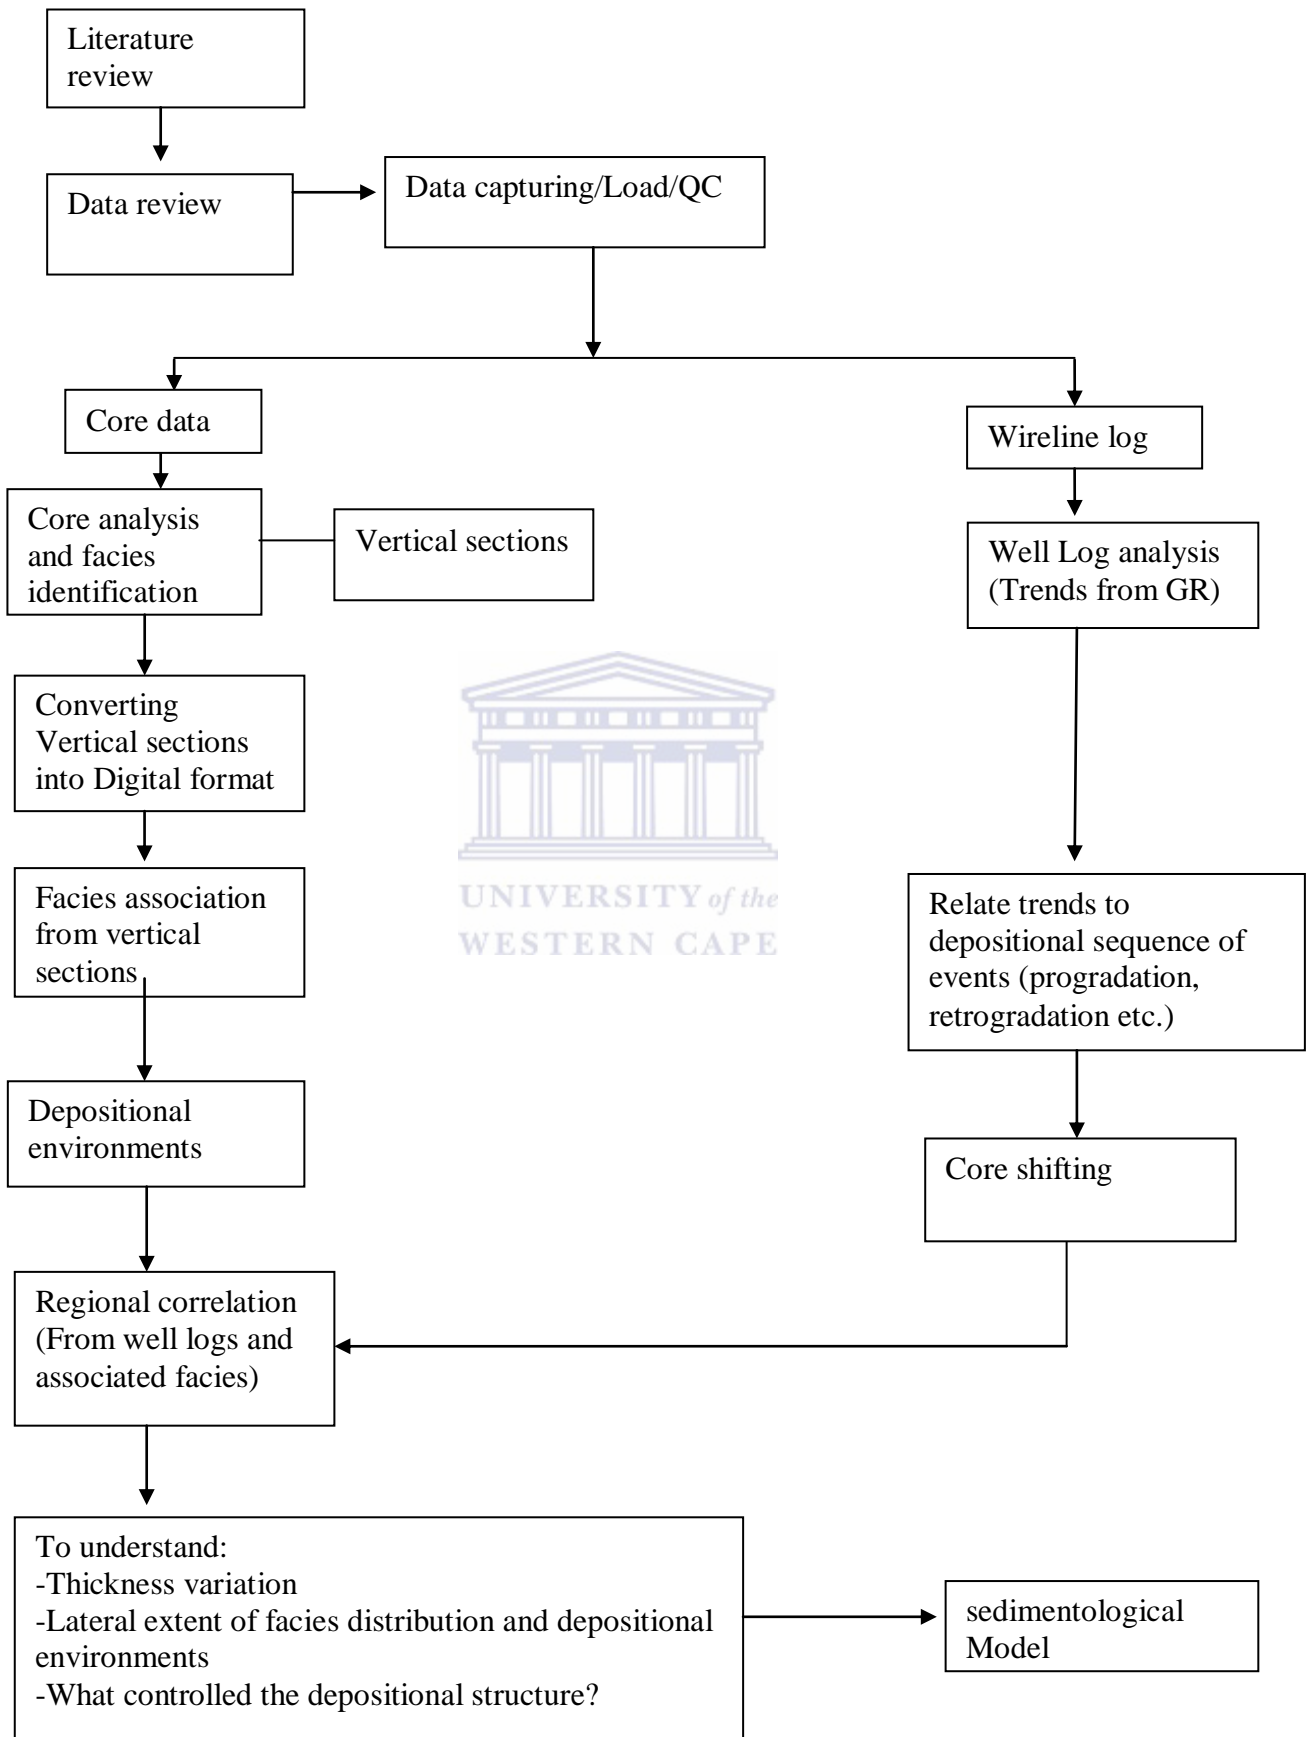 Literature
review
Data review
Data capturing/Load/QC
Core data
Wireline log
Core analysis
and facies
identification
Vertical sections
Well Log analysis
(Trends from GR)
Converting
Vertical sections
into Digital format
UNIVERSITY of the
WESTERN CAPE
Facies association
from vertical
sections
Relate trends to
depositional sequence of
events (progradation,
retrogradation etc.)
Depositional
environments
Core shifting
Regional correlation
(From well logs and
associated facies)
To understand:
-Thickness variation
-Lateral extent of facies distribution and depositional
environments
-What controlled the depositional structure?
sedimentological
Model